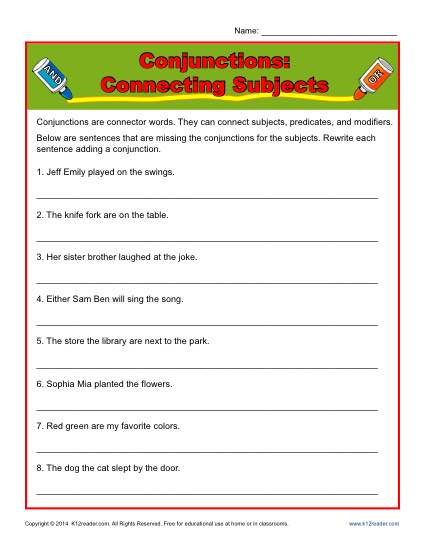 Name:
Conjunctions:
Connecting Subjects
AND
OR
Conjunctions are connector words. They can connect subjects, predicates, and modifiers.
Below are sentences that are missing the conjunctions for the subjects. Rewrite each
sentence adding a conjunction.
1. Jeff Emily played on the swings.
2. The knife fork are on the table.
3. Her sister brother laughed at the joke.
4. Either Sam Ben will sing the song.
5. The store the library are next to the park.
6. Sophia Mia planted the flowers.
7. Red green are my favorite colors.
8. The dog the cat slept by the door.
Copyright © 2014 K12reader.com. All Rights Reserved. Free for educational use at home or in classrooms.
www.k12reader.com